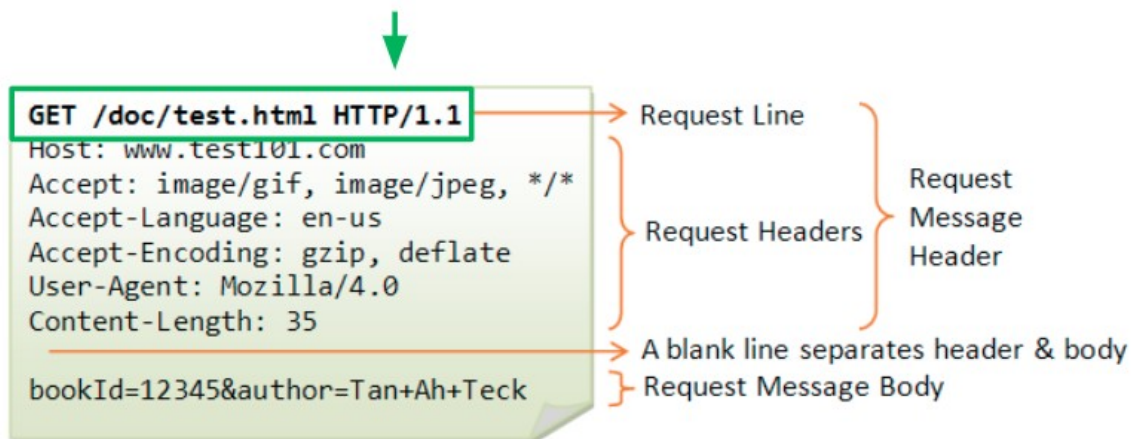 GET /doc/test.html HTTP/1.1
Host: www.test101.com
Accept: image/gif, image/jpeg, */*
Accept-Language: en-us
Accept-Encoding: gzip, deflate
User-Agent: Mozilla/4.0
Content-Length: 35
bookId=12345&author=Tan+Ah+Teck
Request Line
Request Headers
Request
Message
Header
A blank line separates header & body
Request Message Body